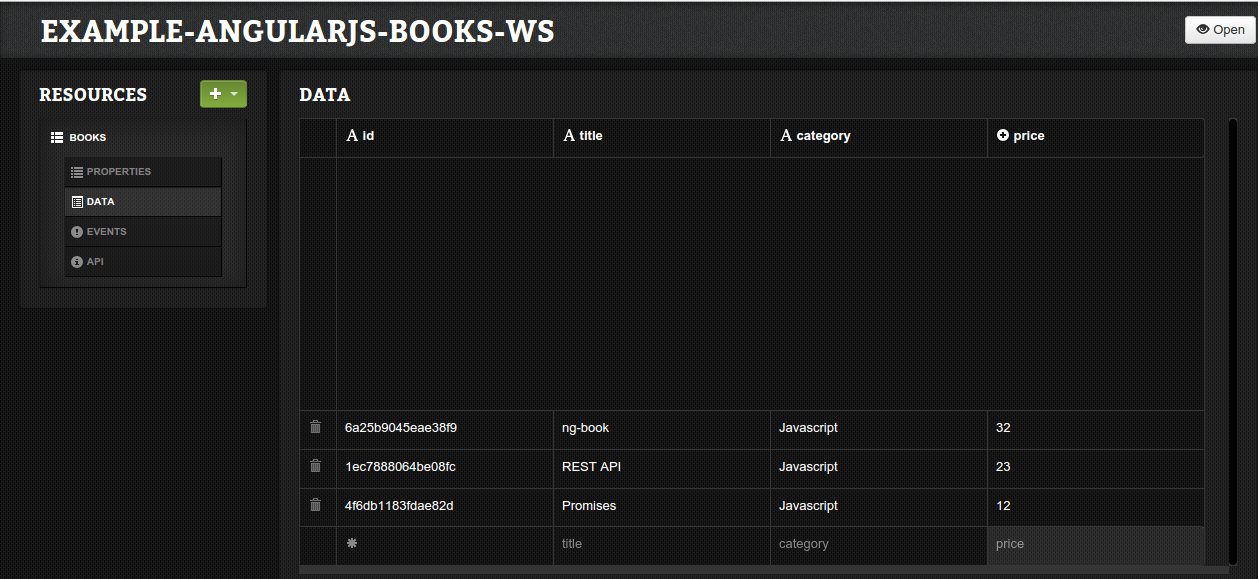 EXAMPLE-ANGULARJS-BOOKS-WS
Open
RESOURCES
BOOKS
PROPERTIES
DATA
EVENTS
API
DATA
A id A title A category price
6a25b9045eae38f9 ng-book Javascript 32
1ec7888064be08fc REST API Javascript 23
4f6db1183fdae82d Promises Javascript 12
title category price